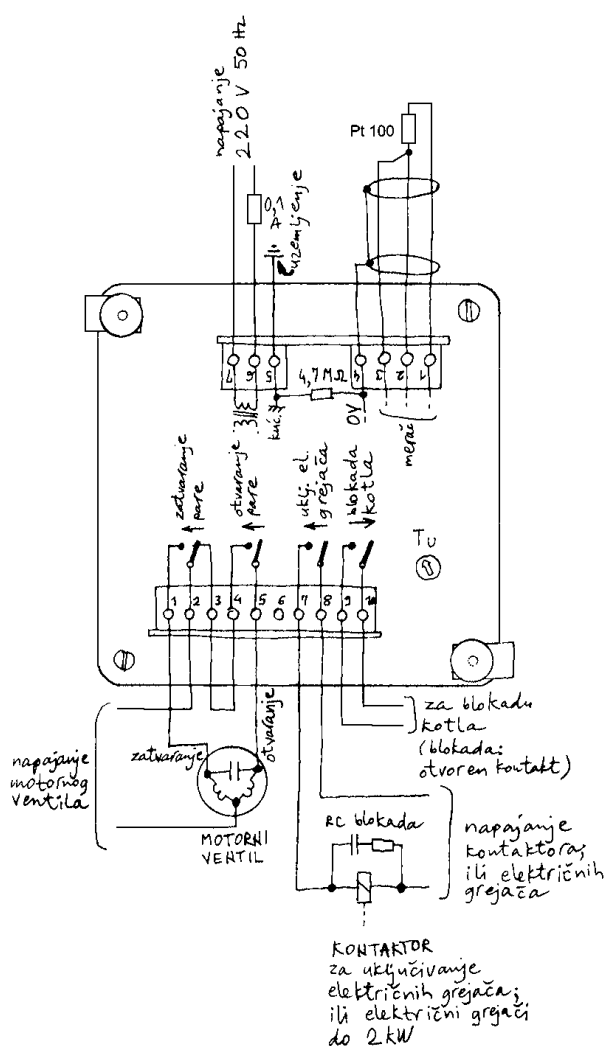 napajanje
220 V 50 Hz
0,1 A
uzemljenje
Pt 100
7 6 5
4 3 2 1
4,7 MΩ
kuć.
0V
merač
zatvaranje
pare
otvaranje
pare
uklj. el.
grejača
blokada
kotla
Tu
1 2 3 4 5 6 7 8 9 10
napajanje
motornog
ventila
zatvaranje
otvaranje
MOTORNI
VENTIL
za blokadu
kotla
(blokada:
otvoren kontakt)
RC blokada
napajanje
kontaktora,
ili električnih
grejača
KONTAKTOR
za uključivanje
električnih grejača;
ili električni grejači
do 2 kW